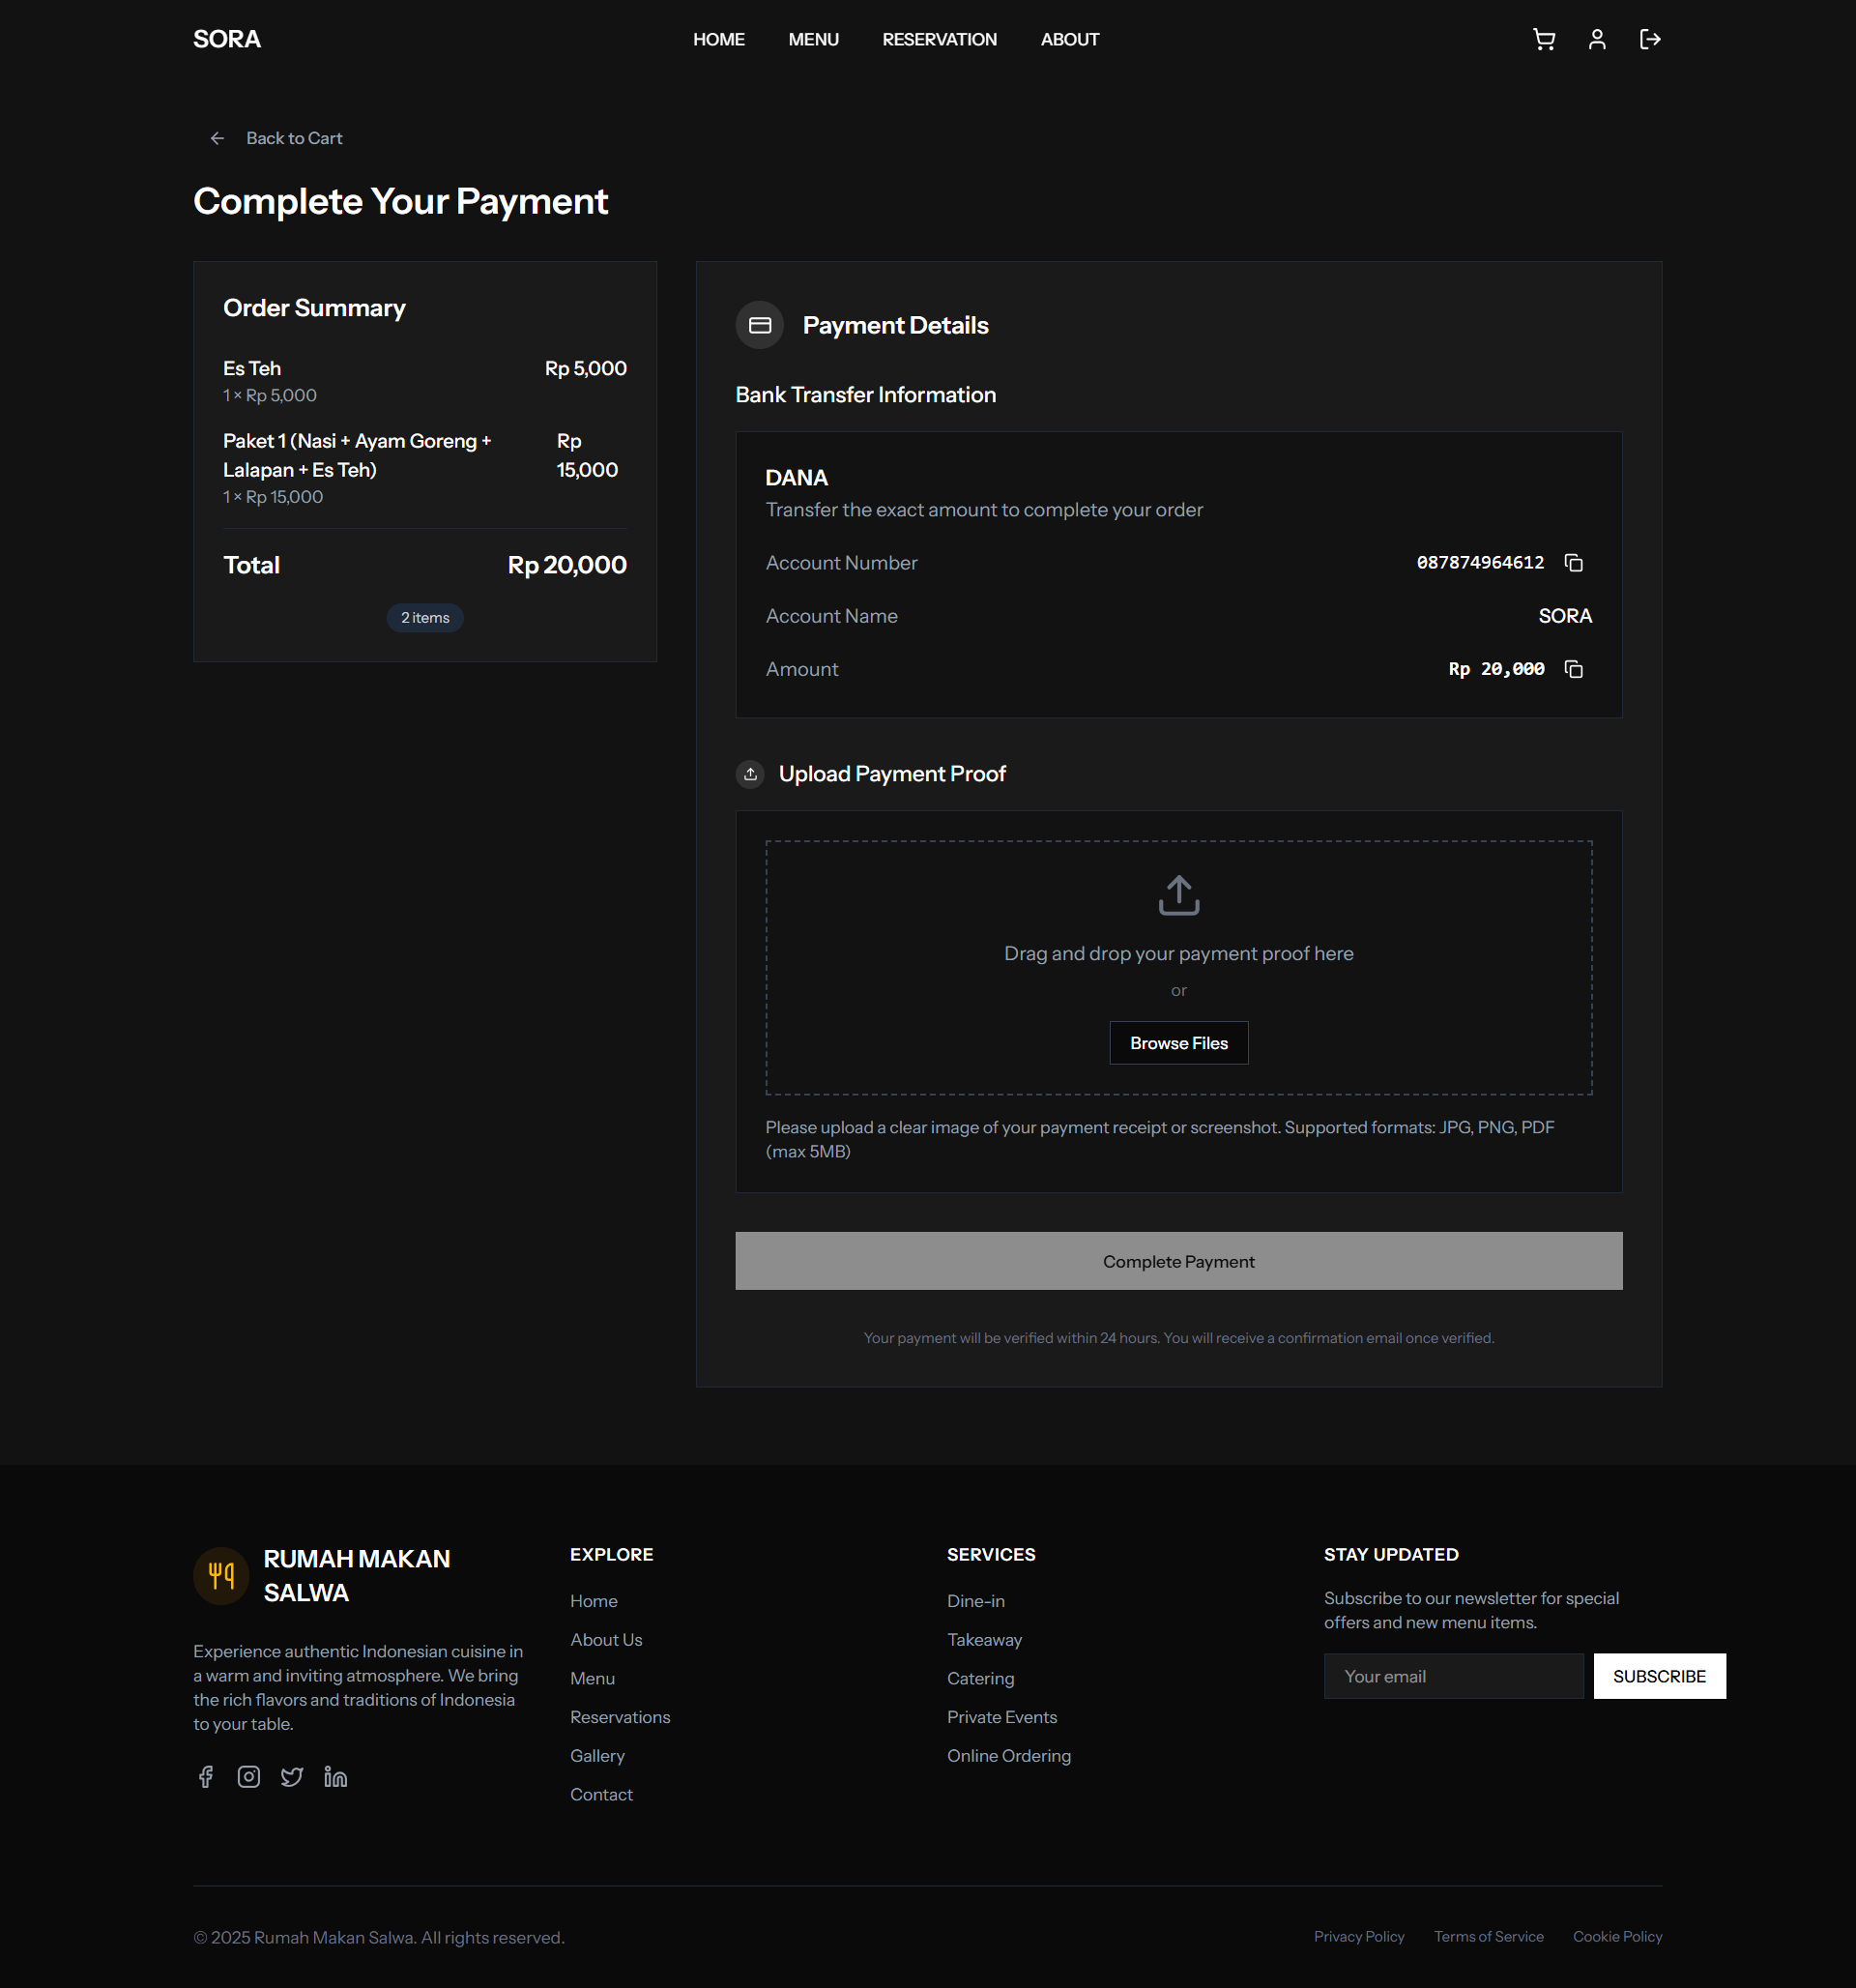 SORA
HOME MENU RESERVATION ABOUT
Back to Cart
Complete Your Payment
Order Summary
Es Teh Rp 5,000
1 × Rp 5,000
Paket 1 (Nasi + Ayam Goreng + Rp
Lalapan + Es Teh) 15,000
1 × Rp 15,000
Total Rp 20,000
2 items
Payment Details
Bank Transfer Information
DANA
Transfer the exact amount to complete your order
Account Number 087874964612
Account Name SORA
Amount Rp 20,000
Upload Payment Proof
Drag and drop your payment proof here
or
Browse Files
Please upload a clear image of your payment receipt or screenshot. Supported formats: JPG, PNG, PDF
(max 5MB)
Complete Payment
Your payment will be verified within 24 hours. You will receive a confirmation email once verified.
RUMAH MAKAN
SALWA
Experience authentic Indonesian cuisine in
a warm and inviting atmosphere. We bring
the rich flavors and traditions of Indonesia
to your table.
EXPLORE
Home
About Us
Menu
Reservations
Gallery
Contact
SERVICES
Dine-in
Takeaway
Catering
Private Events
Online Ordering
STAY UPDATED
Subscribe to our newsletter for special
offers and new menu items.
Your email SUBSCRIBE
© 2025 Rumah Makan Salwa. All rights reserved.
Privacy Policy Terms of Service Cookie Policy